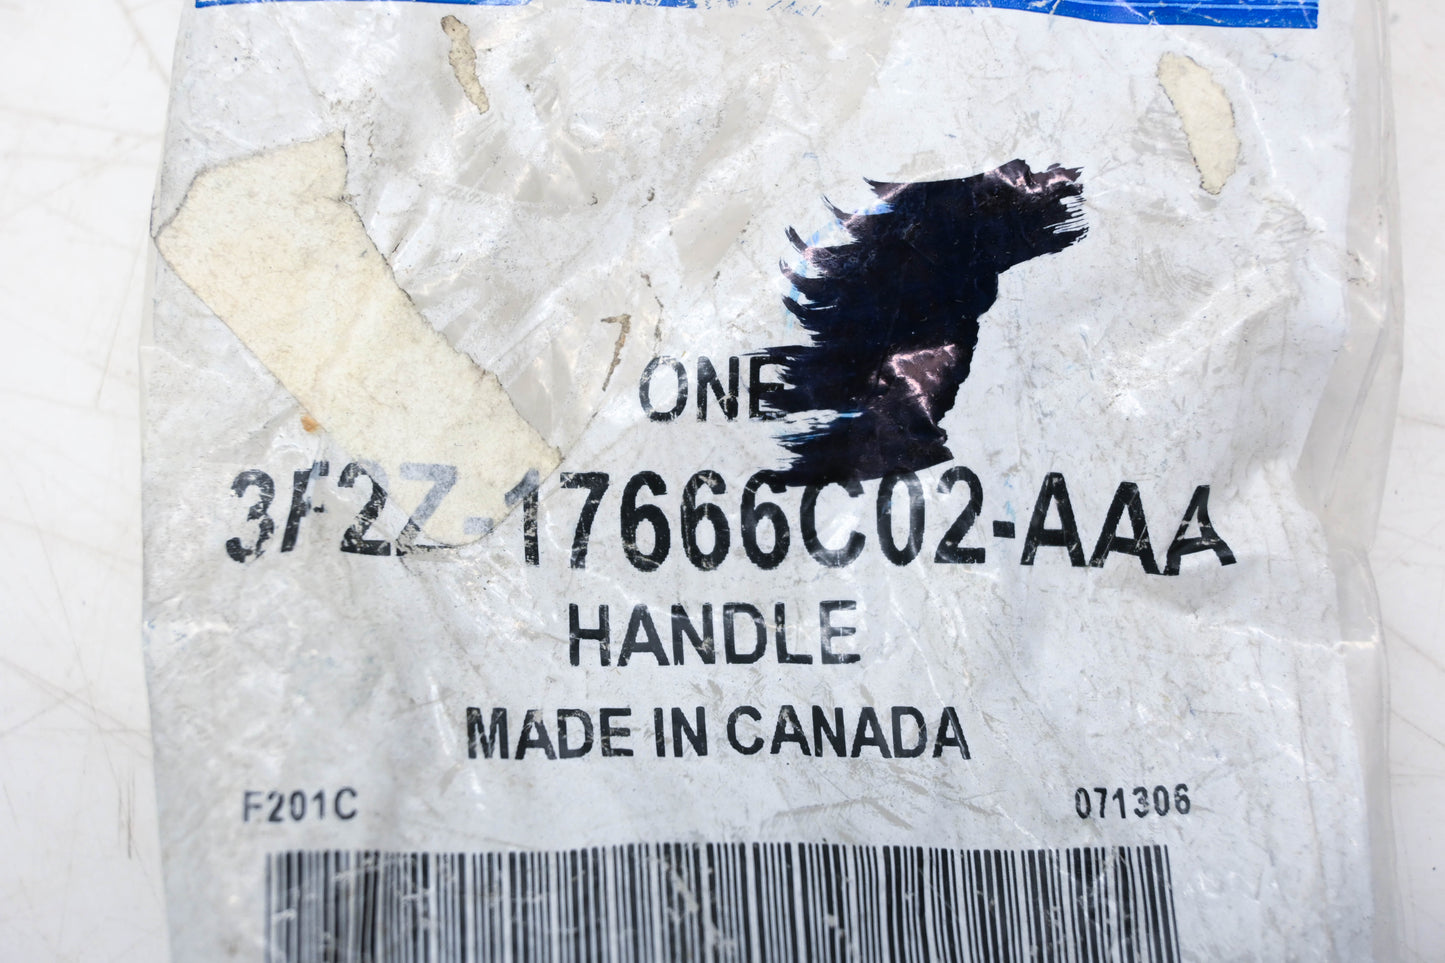 ONE
3F2Z-17666C02-AAA
HANDLE
MADE IN CANADA
F201C 071306